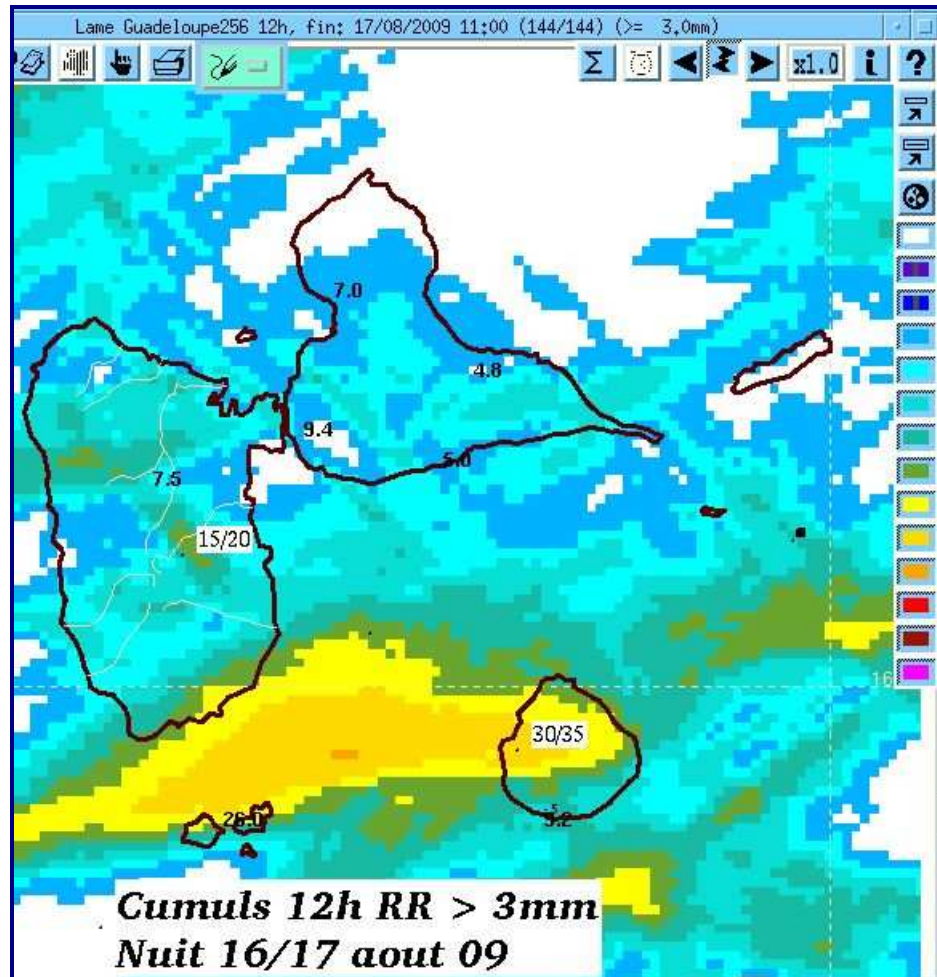 Lame Guadeloupe256 12h, fin: 17/08/2009 11:00 (144/144) (>= 3.0mm)
Σ x1.0 i ?
7.0
4.8
9.4
5.0
7.5
15/20
16
30/35
26.0
5.2
Cumuls 12h RR > 3mm
Nuit 16/17 aout 09